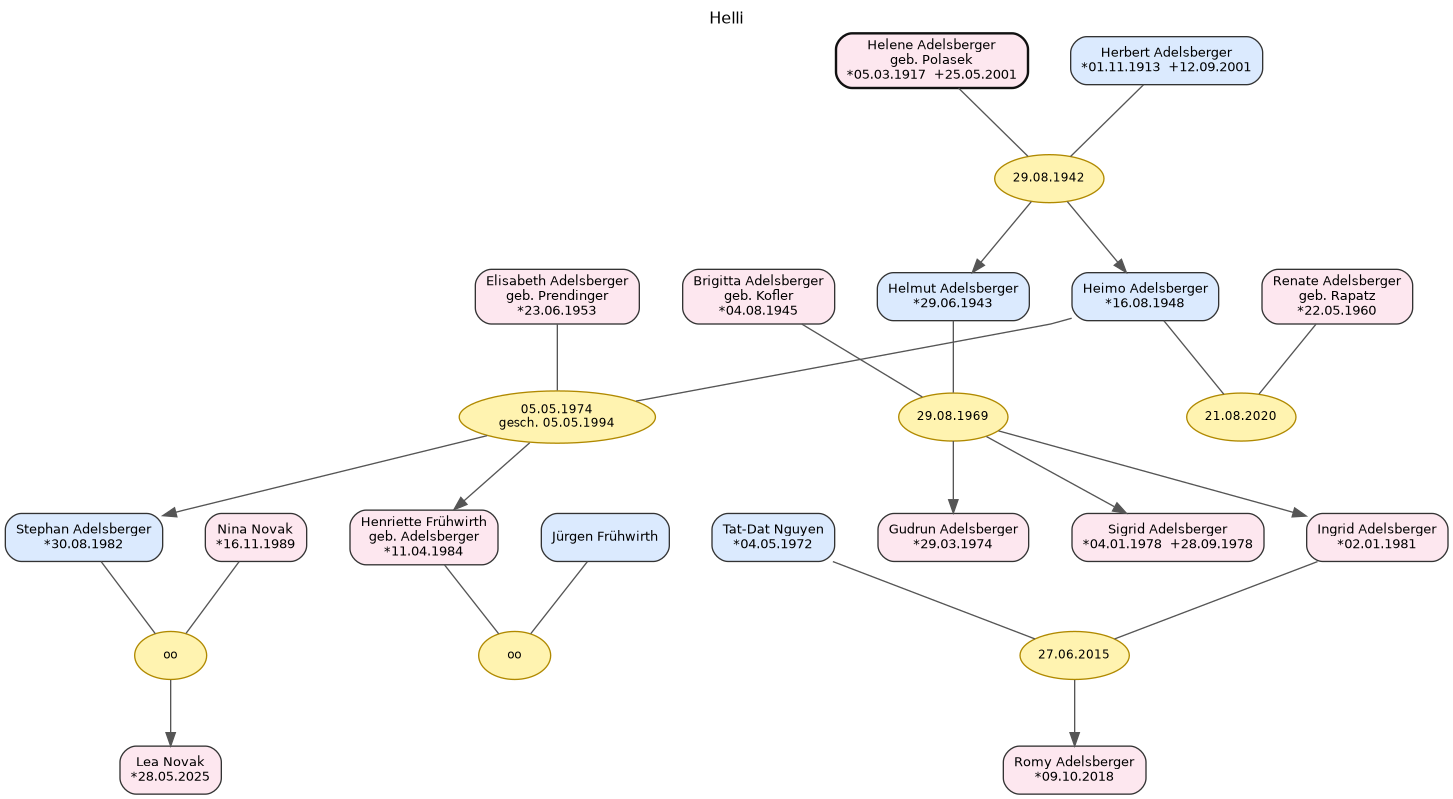 Helli
Helene Adelsberger
geb. Polasek
*05.03.1917  +25.05.2001
Herbert Adelsberger
*01.11.1913  +12.09.2001
29.08.1942
Elisabeth Adelsberger
geb. Prendinger
*23.06.1953
Brigitta Adelsberger
geb. Kofler
*04.08.1945
Helmut Adelsberger
*29.06.1943
Heimo Adelsberger
*16.08.1948
Renate Adelsberger
geb. Rapatz
*22.05.1960
05.05.1974
gesch. 05.05.1994
29.08.1969
21.08.2020
Stephan Adelsberger
*30.08.1982
Nina Novak
*16.11.1989
Henriette Frühwirth
geb. Adelsberger
*11.04.1984
Jürgen Frühwirth
Tat-Dat Nguyen
*04.05.1972
Gudrun Adelsberger
*29.03.1974
Sigrid Adelsberger
*04.01.1978  +28.09.1978
Ingrid Adelsberger
*02.01.1981
oo
oo
27.06.2015
Lea Novak
*28.05.2025
Romy Adelsberger
*09.10.2018